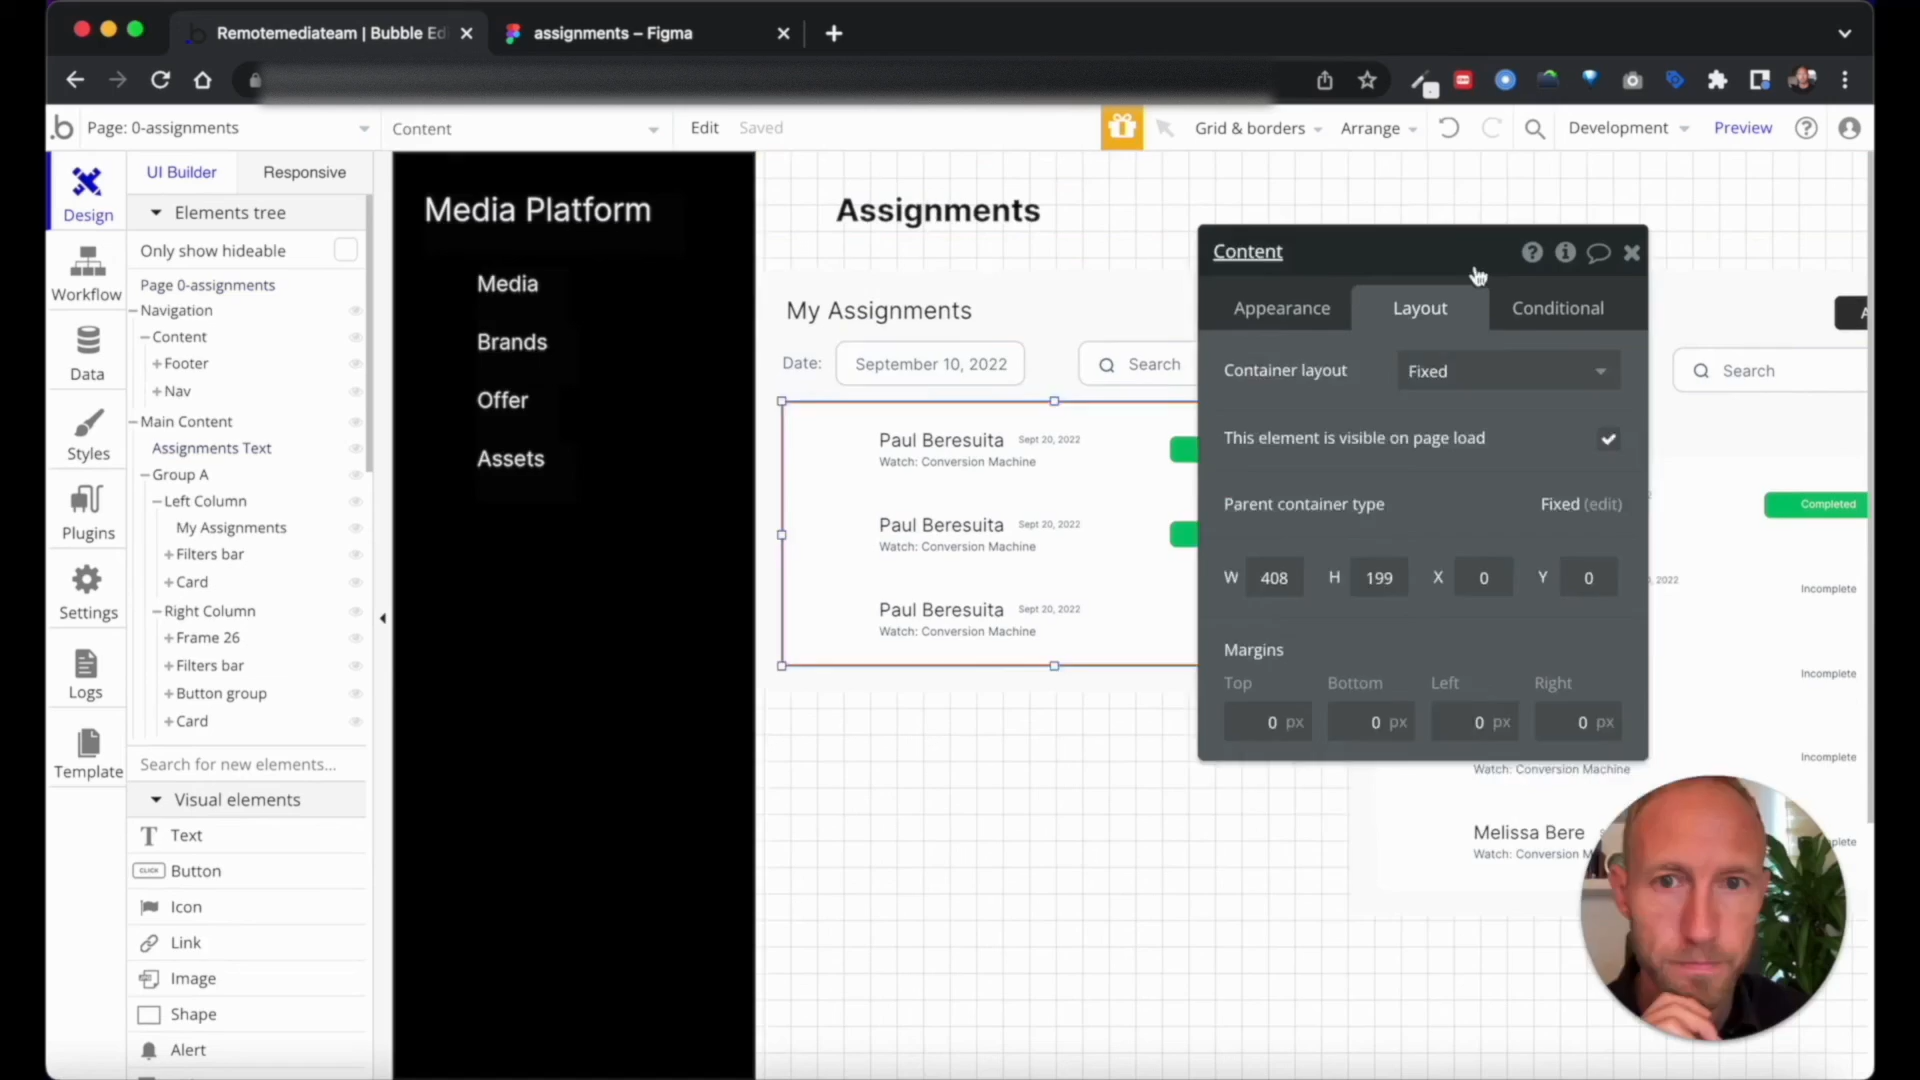 Remotemediateam | Bubble Ed
assignments – Figma
.b
Page: 0-assignments
Content
Edit
Saved
Grid & borders
Arrange
Development
Preview
Design
Workflow
Data
Styles
Plugins
Settings
Logs
Template
UI Builder
Responsive
Elements tree
Only show hideable
Page 0-assignments
Navigation
Content
Footer
Nav
Main Content
Assignments Text
Group A
Left Column
My Assignments
Filters bar
Card
Right Column
Frame 26
Filters bar
Button group
Card
Search for new elements...
Visual elements
Text
CLICK
Button
Icon
Link
Image
Shape
Alert
Media Platform
Media
Brands
Offer
Assets
Assignments
My Assignments
Date:
September 10, 2022
Search
Paul Beresuita
Sept 20, 2022
Watch: Conversion Machine
Paul Beresuita
Sept 20, 2022
Watch: Conversion Machine
Paul Beresuita
Sept 20, 2022
Watch: Conversion Machine
Content
Appearance
Layout
Conditional
Container layout
Fixed
This element is visible on page load
Parent container type
Fixed (edit)
W 408 H 199 X 0 Y 0
Margins
Top
Bottom
Left
Right
0 px
0 px
0 px
0 px
A
Search
Completed
, 2022
Incomplete
Incomplete
Incomplete
Watch: Conversion Machine
Melissa Bere
plete
Watch: Conversion M